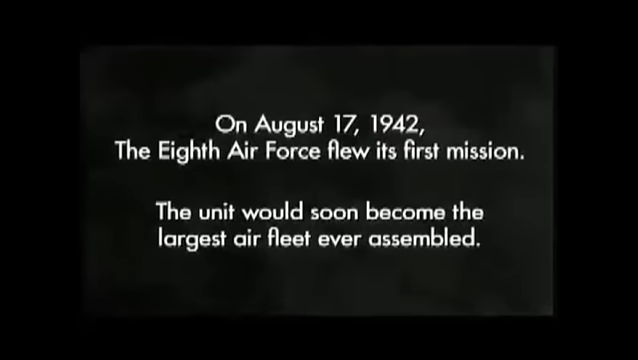 On August 17, 1942,
The Eighth Air Force flew its first mission.
The unit would soon become the
largest air fleet ever assembled.